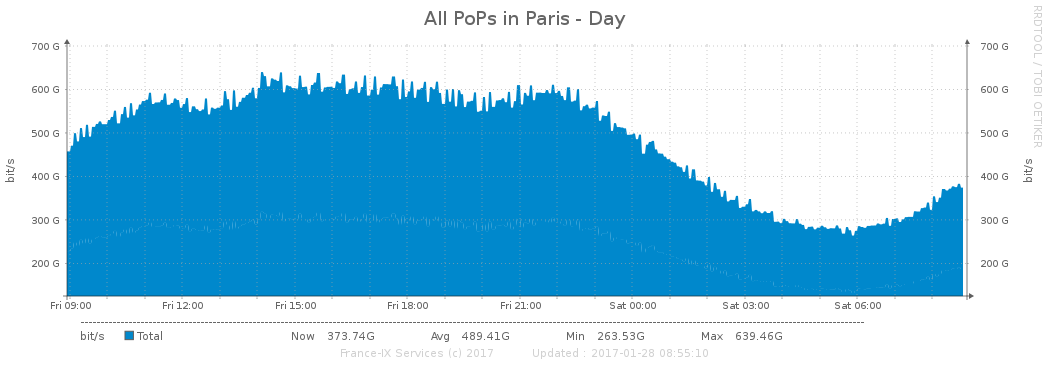 All PoPs in Paris - Day
RRDTOOL / TOBI OETIKER
700 G 700 G
600 G 600 G
500 G 500 G
400 G 400 G
300 G 300 G
200 G 200 G
bit/s bit/s
Fri 09:00 Fri 12:00 Fri 15:00 Fri 18:00 Fri 21:00 Sat 00:00 Sat 03:00 Sat 06:00
bit/s Total Now 373.74G Avg 489.41G Min 263.53G Max 639.46G
France-IX Services (c) 2017 Updated : 2017-01-28 08:55:10